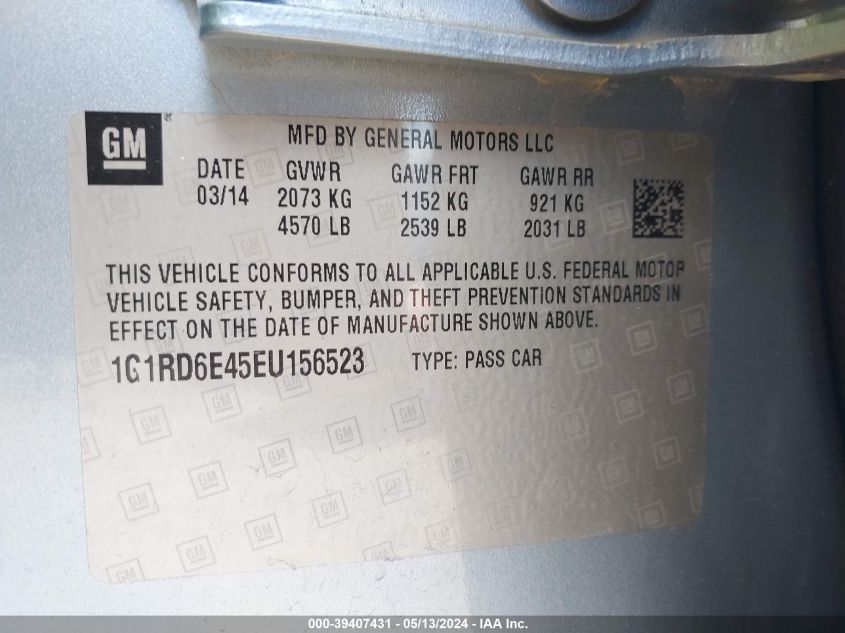 GM
MFD BY GENERAL MOTORS LLC
DATE GVWR GAWR FRT GAWR RR
03/14 2073 KG 1152 KG 921 KG
4570 LB 2539 LB 2031 LB
THIS VEHICLE CONFORMS TO ALL APPLICABLE U.S. FEDERAL MOTOR
VEHICLE SAFETY, BUMPER, AND THEFT PREVENTION STANDARDS IN
EFFECT ON THE DATE OF MANUFACTURE SHOWN ABOVE.
1G1RD6E45EU156523 TYPE: PASS CAR
000-39407431 - 05/13/2024 - IAA Inc.